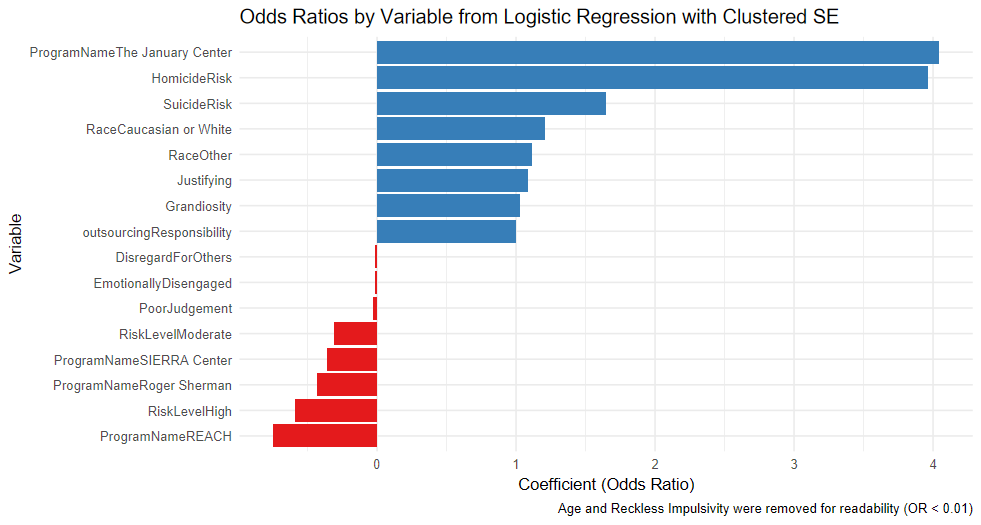 Odds Ratios by Variable from Logistic Regression with Clustered SE
Variable
ProgramNameThe January Center
HomicideRisk
SuicideRisk
RaceCaucasian or White
RaceOther
Justifying
Grandiosity
outsourcingResponsibility
DisregardForOthers
EmotionallyDisengaged
PoorJudgement
RiskLevelModerate
ProgramNameSIERRA Center
ProgramNameRoger Sherman
RiskLevelHigh
ProgramNameREACH
0 1 2 3 4
Coefficient (Odds Ratio)
Age and Reckless Impulsivity were removed for readability (OR < 0.01)